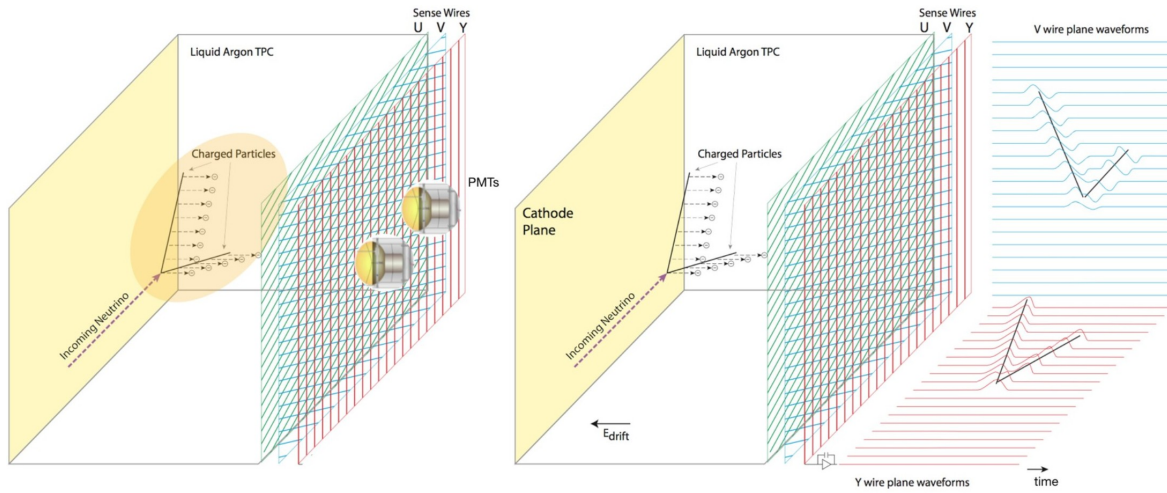 Sense Wires
U V Y
Liquid Argon TPC
Charged Particles
PMTs
Incoming Neutrino
Sense Wires
U V Y
Liquid Argon TPC
V wire plane waveforms
Charged Particles
Cathode
Plane
Incoming Neutrino
Edrift
Y wire plane waveforms
time